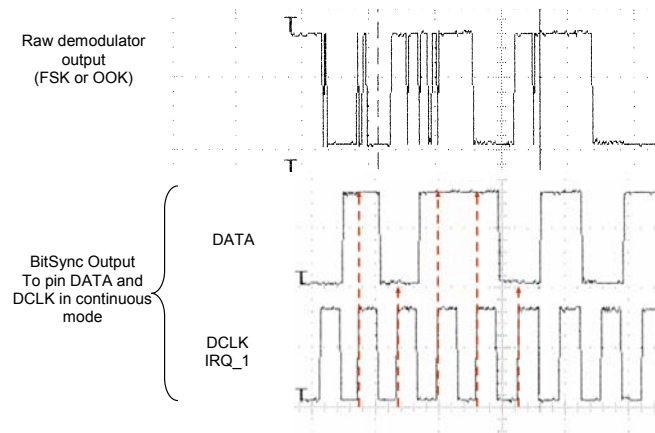 Raw demodulator
output
(FSK or OOK)
BitSync Output
To pin DATA and
DCLK in continuous
mode
DATA
DCLK
IRQ_1